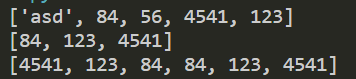 ['asd', 84, 56, 4541, 123]
[84, 123, 4541]
[4541, 123, 84, 84, 123, 4541]